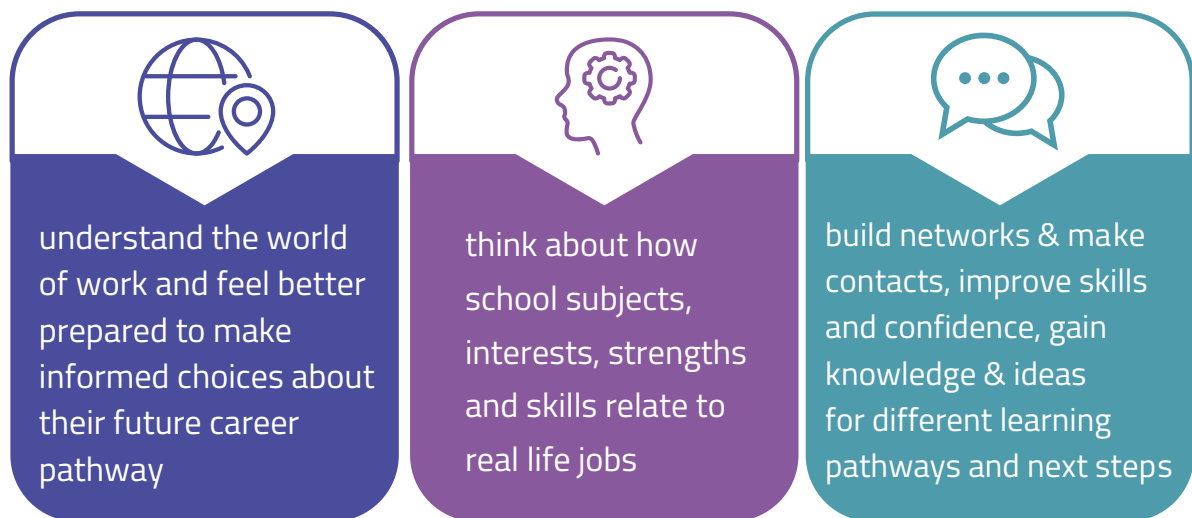 understand the world
of work and feel better
prepared to make
informed choices about
their future career
pathway
think about how
school subjects,
interests, strengths
and skills relate to
real life jobs
build networks & make
contacts, improve skills
and confidence, gain
knowledge & ideas
for different learning
pathways and next steps